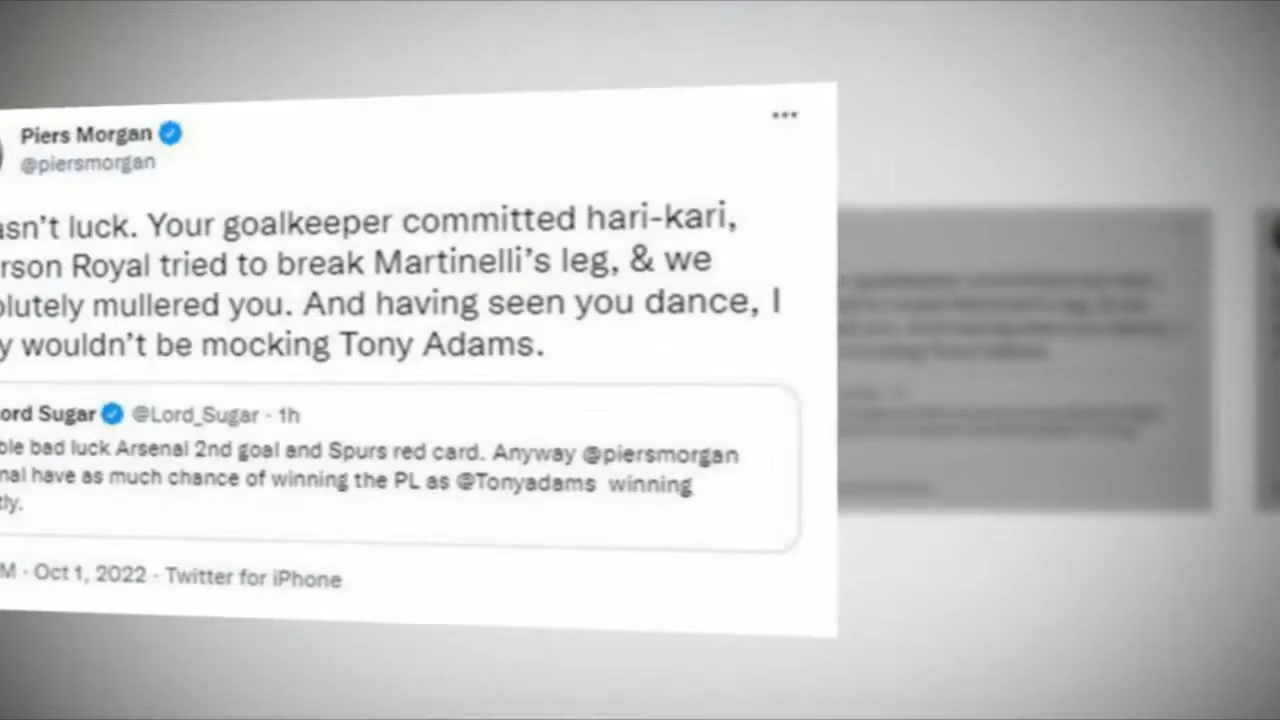 Piers Morgan
@piersmorgan
asn't luck. Your goalkeeper committed hari-kari,
rson Royal tried to break Martinelli's leg, & we
olutely mullered you. And having seen you dance, I
y wouldn't be mocking Tony Adams.
ord Sugar @Lord_Sugar · 1h
ble bad luck Arsenal 2nd goal and Spurs red card. Anyway @piersmorgan
nal have as much chance of winning the PL as @Tonyadams winning
tly.
M · Oct 1, 2022 · Twitter for iPhone